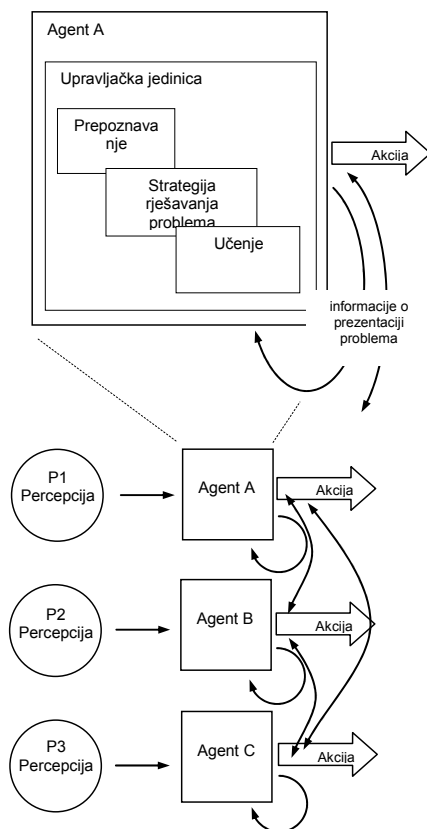 Agent A
Upravljačka jedinica
Prepoznava
nje
Strategija
rješavanja
problema
Učenje
Akcija
informacije o
prezentaciji
problema
P1
Percepcija
Agent A
Akcija
P2
Percepcija
Agent B
Akcija
P3
Percepcija
Agent C
Akcija